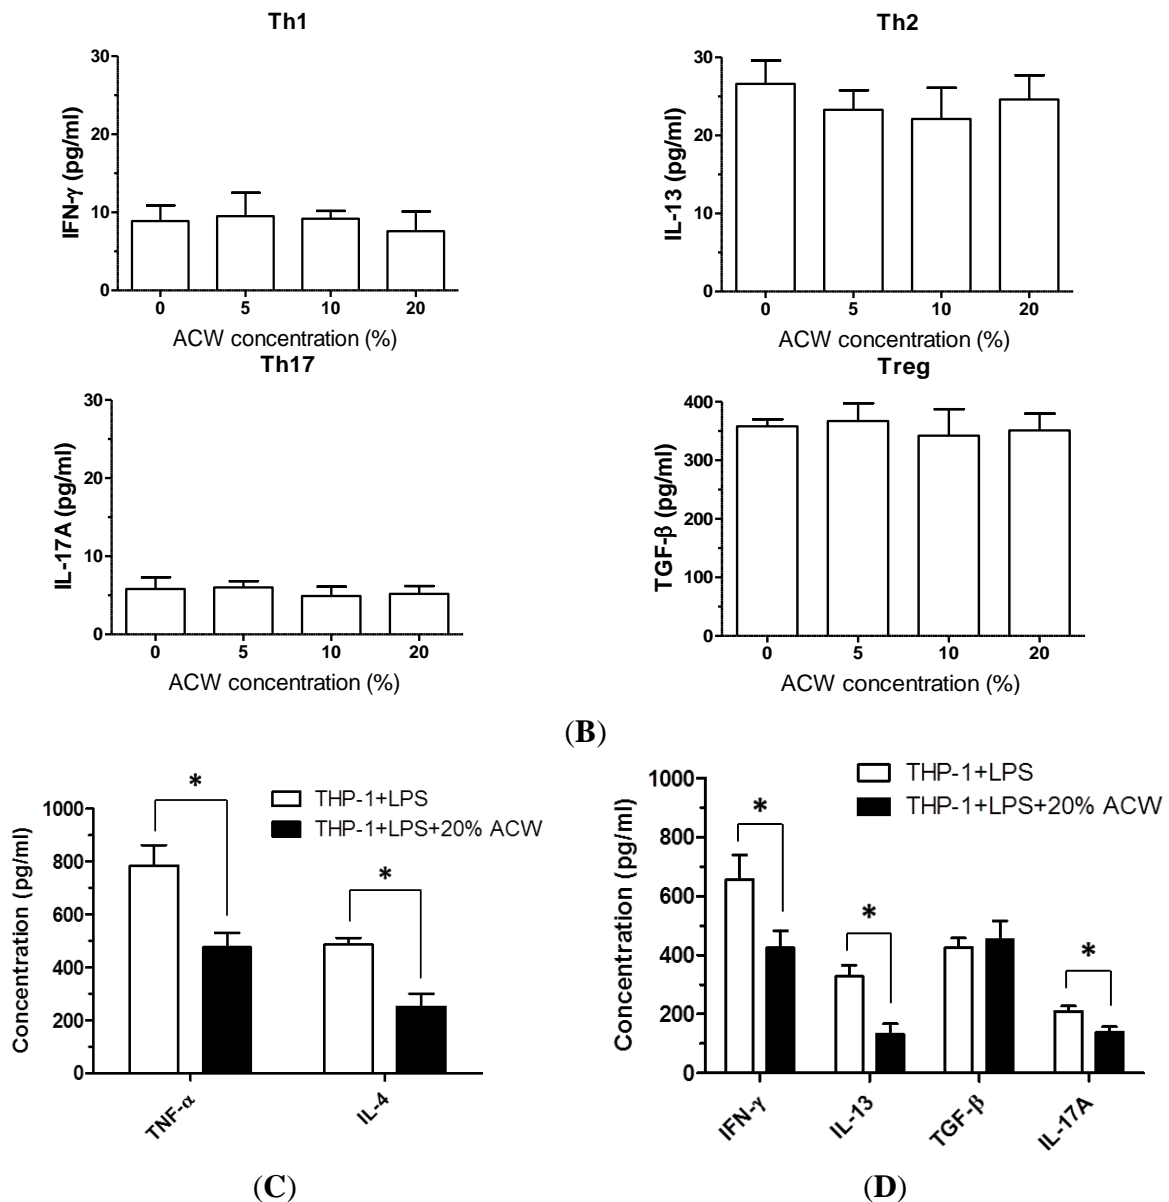 Th1
30
20
10
0
IFN-γ (pg/ml)
0 5 10 20
ACW concentration (%)
Th2
30
20
10
0
IL-13 (pg/ml)
0 5 10 20
ACW concentration (%)
Th17
30
20
10
0
IL-17A (pg/ml)
0 5 10 20
ACW concentration (%)
Treg
400
300
200
100
0
TGF-β (pg/ml)
0 5 10 20
ACW concentration (%)
(B)
THP-1+LPS
THP-1+LPS+20% ACW
1000
800
600
400
200
0
Concentration (pg/ml)
*
*
TNF-α IL-4
(C)
THP-1+LPS
THP-1+LPS+20% ACW
1000
800
600
400
200
0
Concentration (pg/ml)
*
*
*
IFN-γ IL-13 TGF-β IL-17A
(D)